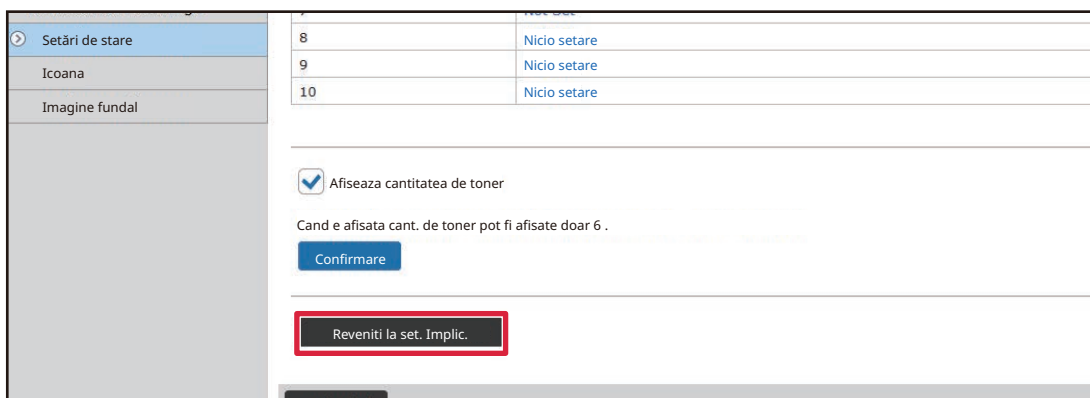 Setări de stare
Icoana
Imagine fundal
8 Nicio setare
9 Nicio setare
10 Nicio setare
Afiseaza cantitatea de toner
Cand e afisata cant. de toner pot fi afisate doar 6 .
Confirmare
Reveniti la set. Implic.